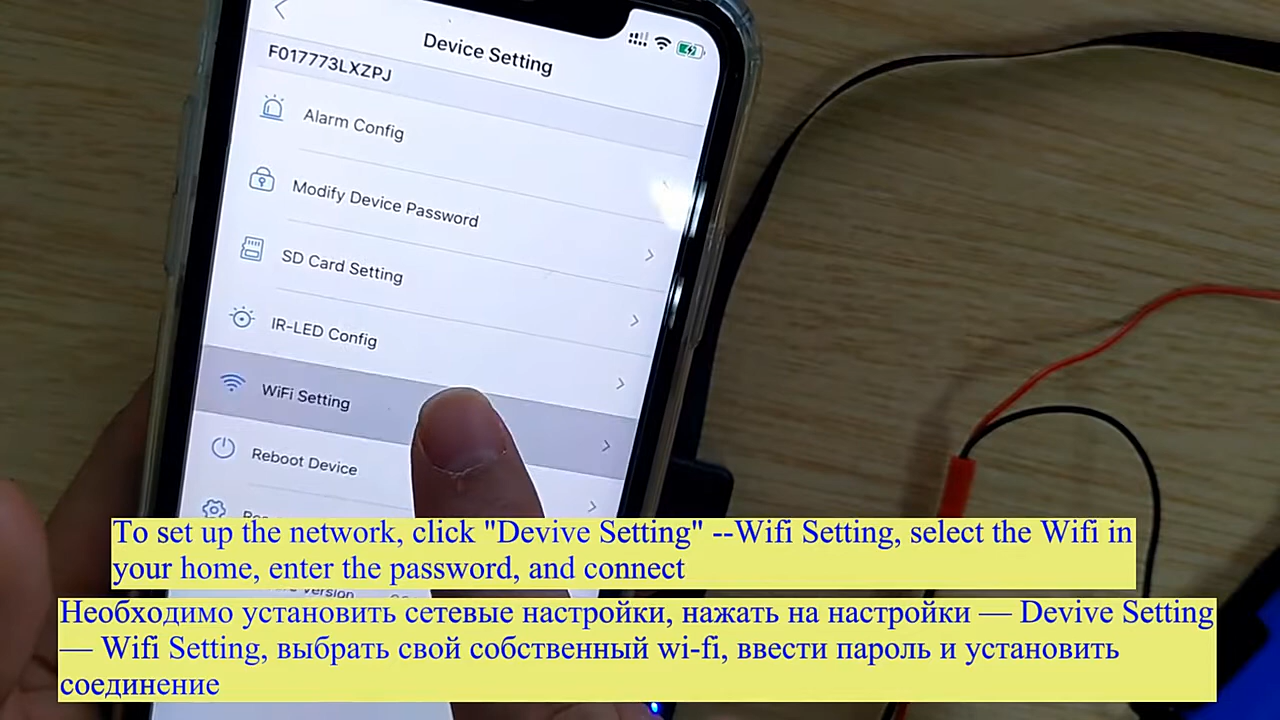 Device Setting
F017773LXZPJ
Alarm Config
Modify Device Password
SD Card Setting
IR-LED Config
WiFi Setting
Reboot Device
To set up the network, click "Devive Setting" --Wifi Setting, select the Wifi in
your home, enter the password, and connect
Version
Необходимо установить сетевые настройки, нажать на настройки — Devive Setting
— Wifi Setting, выбрать свой собственный wi-fi, ввести пароль и установить
соединение